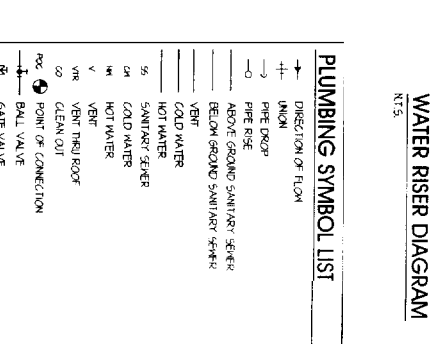 WATER RISER DIAGRAM
N.T.S.
PLUMBING SYMBOL LIST
DIRECTION OF FLOW
UNION
PIPE DROP
PIPE RISE
ABOVE GROUND SANITARY SEWER
BELOW GROUND SANITARY SEWER
VENT
COLD WATER
HOT WATER
SS SANITARY SEWER
CW COLD WATER
HW HOT WATER
V VENT
VTR VENT THRU ROOF
CO CLEAN OUT
POC POINT OF CONNECTION
BALL VALVE
GATE VALVE